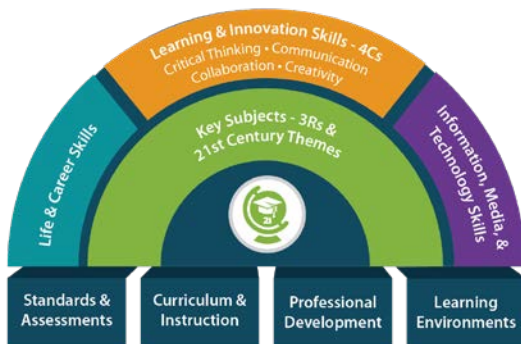 Learning & Innovation Skills - 4Cs
Critical Thinking • Communication
Collaboration • Creativity
Life & Career Skills
Key Subjects - 3Rs &
21st Century Themes
Information, Media, &
Technology Skills
21
Standards &
Assessments
Curriculum &
Instruction
Professional
Development
Learning
Environments